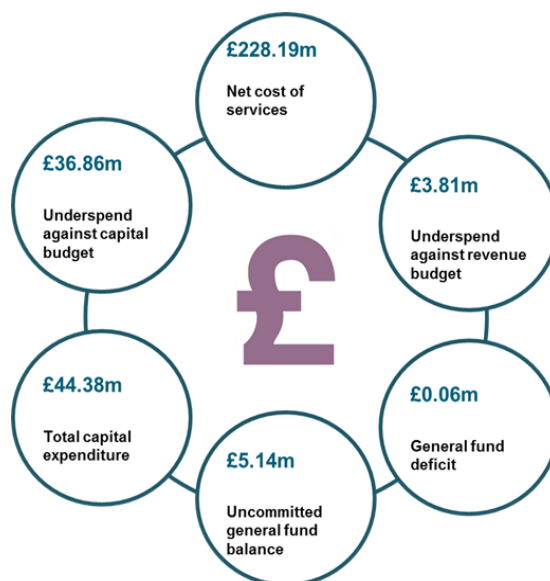 £228.19m
Net cost of
services
£3.81m
Underspend
against revenue
budget
£0.06m
General fund
deficit
£5.14m
Uncommitted
general fund
balance
£44.38m
Total capital
expenditure
£36.86m
Underspend
against capital
budget
£